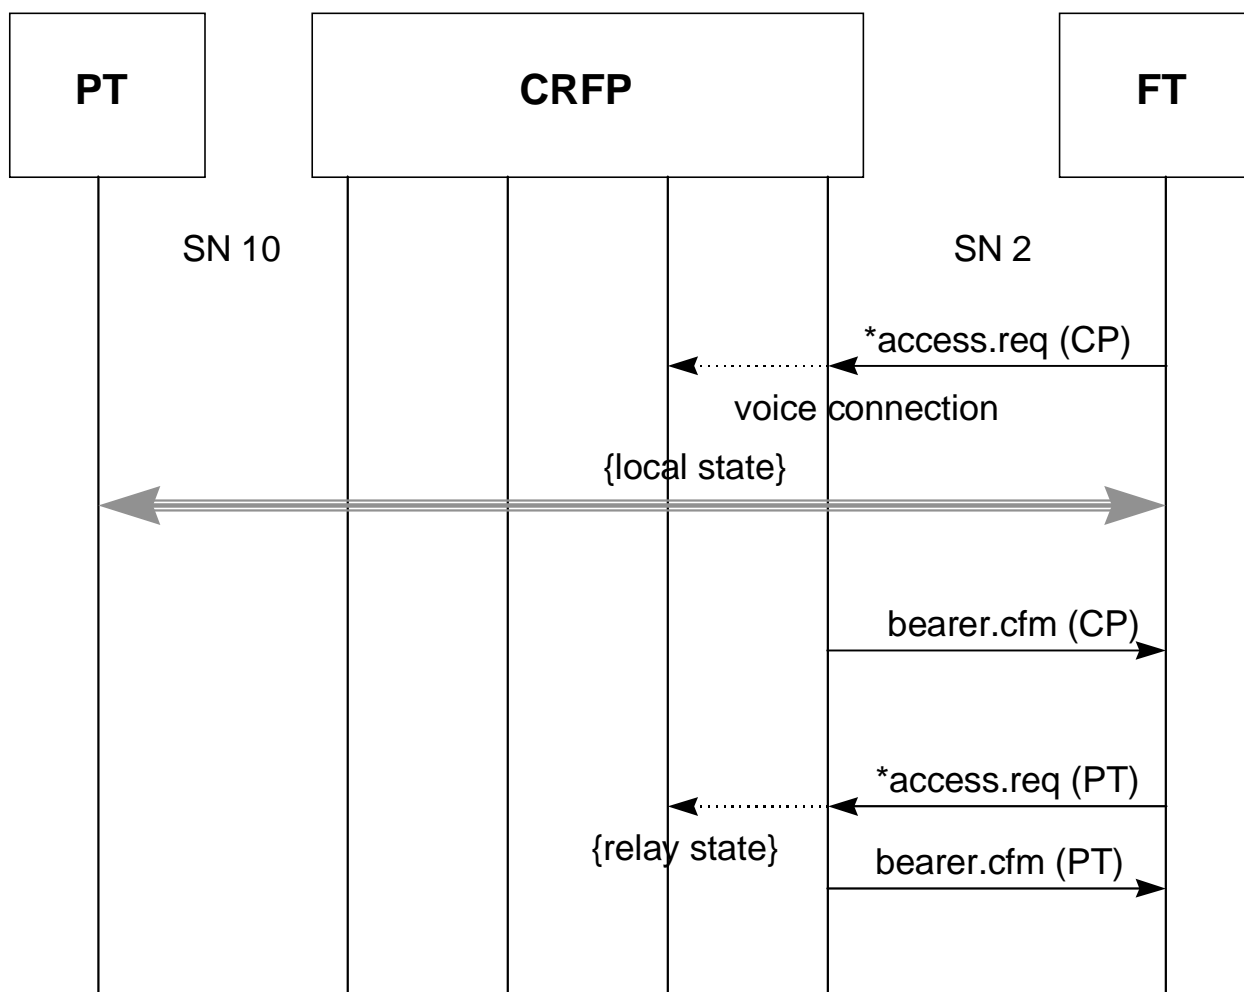 PT
CRFP
FT
SN 10
SN 2
*access.req (CP)
voice connection
{local state}
bearer.cfm (CP)
*access.req (PT)
{relay state}
bearer.cfm (PT)